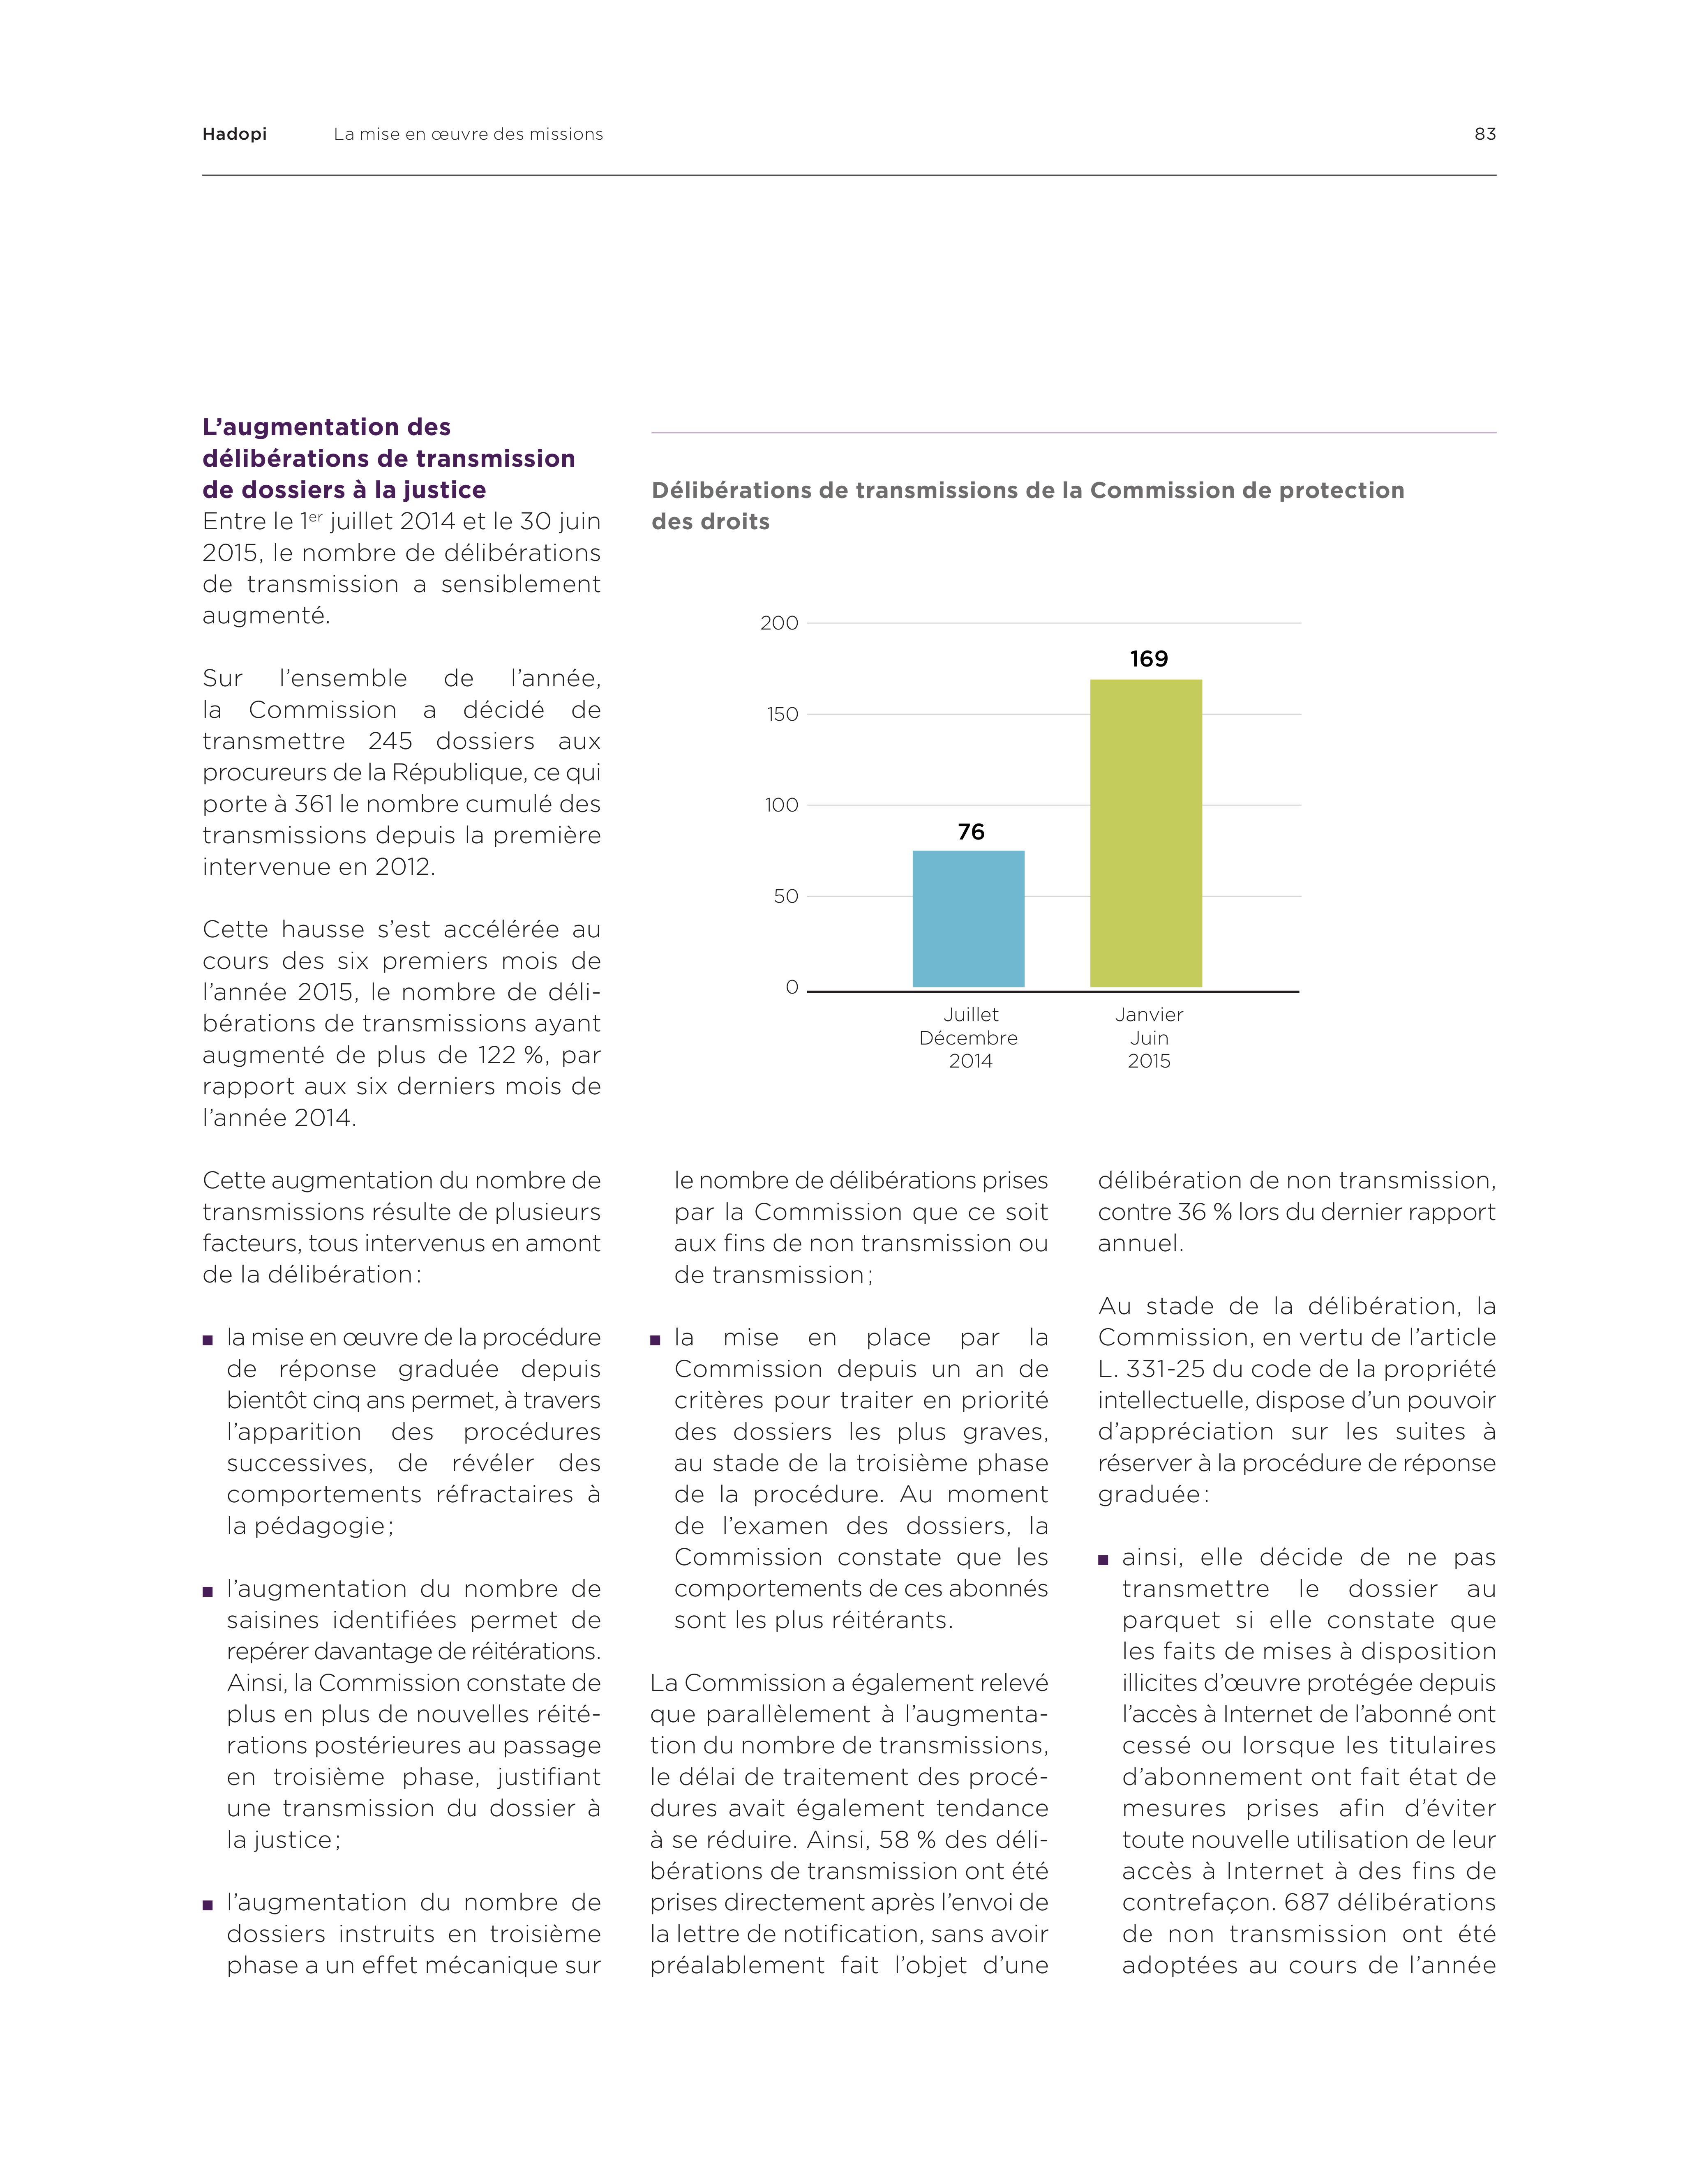 Hadopi La mise en œuvre des missions 83
L’augmentation des
délibérations de transmission
de dossiers à la justice
Entre le 1er juillet 2014 et le 30 juin
2015, le nombre de délibérations
de transmission a sensiblement
augmenté.
Sur l’ensemble de l’année,
la Commission a décidé de
transmettre 245 dossiers aux
procureurs de la République, ce qui
porte à 361 le nombre cumulé des
transmissions depuis la première
intervenue en 2012.
Cette hausse s’est accélérée au
cours des six premiers mois de
l’année 2015, le nombre de déli-
bérations de transmissions ayant
augmenté de plus de 122 %, par
rapport aux six derniers mois de
l’année 2014.
Délibérations de transmissions de la Commission de protection
des droits
200
169
150
100
76
50
0
Juillet
Décembre
2014
Janvier
Juin
2015
Cette augmentation du nombre de
transmissions résulte de plusieurs
facteurs, tous intervenus en amont
de la délibération :
■ la mise en œuvre de la procédure
de réponse graduée depuis
bientôt cinq ans permet, à travers
l’apparition des procédures
successives, de révéler des
comportements réfractaires à
la pédagogie ;
■ l’augmentation du nombre de
saisines identifiées permet de
repérer davantage de réitérations.
Ainsi, la Commission constate de
plus en plus de nouvelles réité-
rations postérieures au passage
en troisième phase, justifiant
une transmission du dossier à
la justice ;
■ l’augmentation du nombre de
dossiers instruits en troisième
phase a un effet mécanique sur
le nombre de délibérations prises
par la Commission que ce soit
aux fins de non transmission ou
de transmission ;
■ la mise en place par la
Commission depuis un an de
critères pour traiter en priorité
des dossiers les plus graves,
au stade de la troisième phase
de la procédure. Au moment
de l’examen des dossiers, la
Commission constate que les
comportements de ces abonnés
sont les plus réitérants.
La Commission a également relevé
que parallèlement à l’augmenta-
tion du nombre de transmissions,
le délai de traitement des procé-
dures avait également tendance
à se réduire. Ainsi, 58 % des déli-
bérations de transmission ont été
prises directement après l’envoi de
la lettre de notification, sans avoir
préalablement fait l’objet d’une
délibération de non transmission,
contre 36 % lors du dernier rapport
annuel.
Au stade de la délibération, la
Commission, en vertu de l’article
L. 331-25 du code de la propriété
intellectuelle, dispose d’un pouvoir
d’appréciation sur les suites à
réserver à la procédure de réponse
graduée :
■ ainsi, elle décide de ne pas
transmettre le dossier au
parquet si elle constate que
les faits de mises à disposition
illicites d’œuvre protégée depuis
l’accès à Internet de l’abonné ont
cessé ou lorsque les titulaires
d’abonnement ont fait état de
mesures prises afin d’éviter
toute nouvelle utilisation de leur
accès à Internet à des fins de
contrefaçon. 687 délibérations
de non transmission ont été
adoptées au cours de l’année